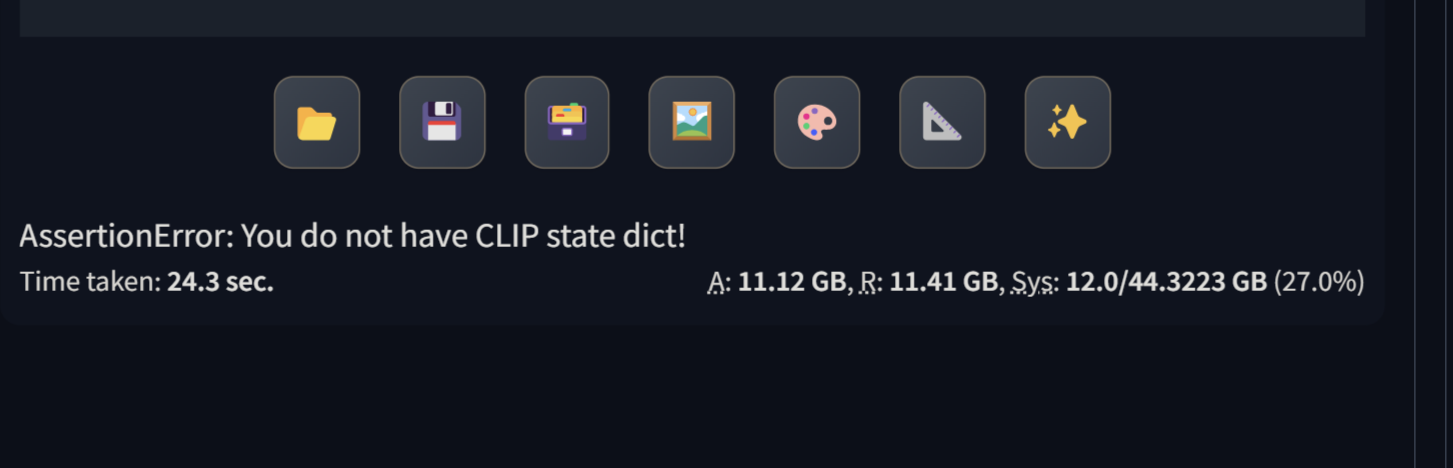 AssertionError: You do not have CLIP state dict!
Time taken: 24.3 sec.
A: 11.12 GB, R: 11.41 GB, Sys: 12.0/44.3223 GB (27.0%)